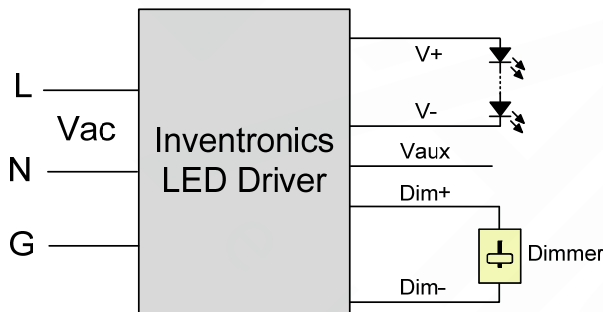 L
Vac
N
G
Inventronics
LED Driver
V+
V-
Vaux
Dim+
Dim-
Dimmer